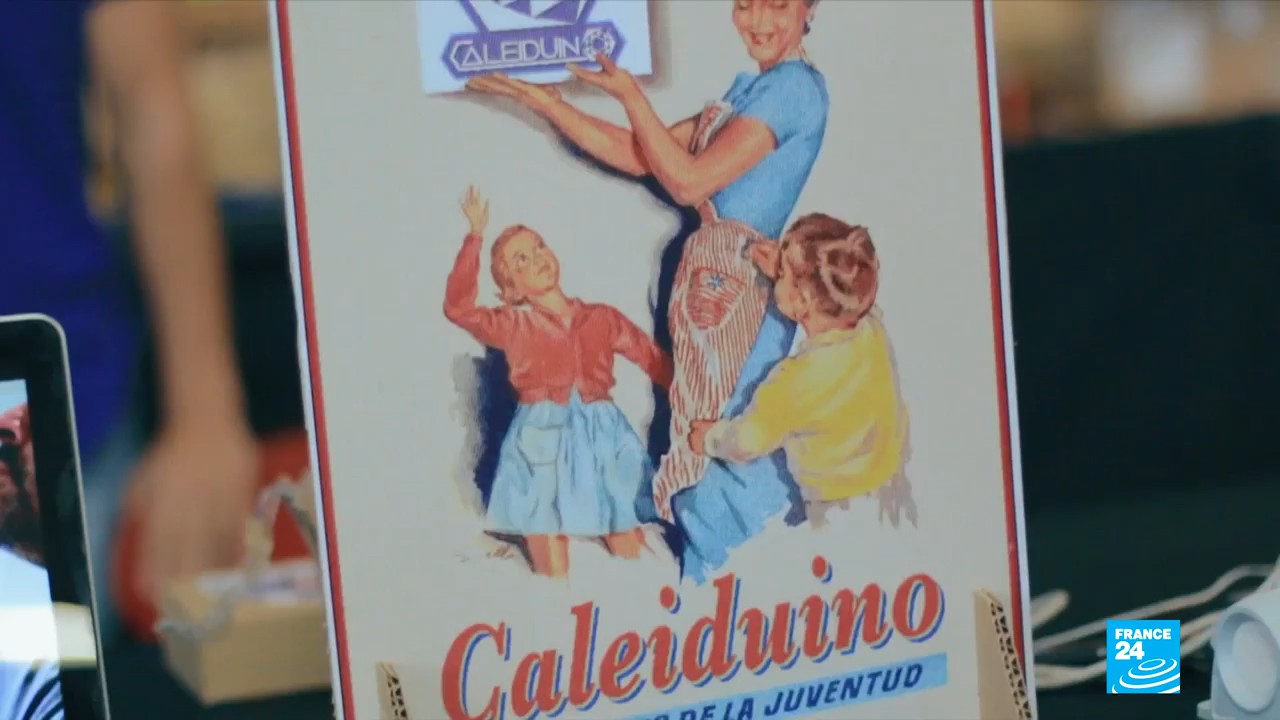 CALEIDUINO
Caleiduino
DE LA JUVENTUD
FRANCE
24